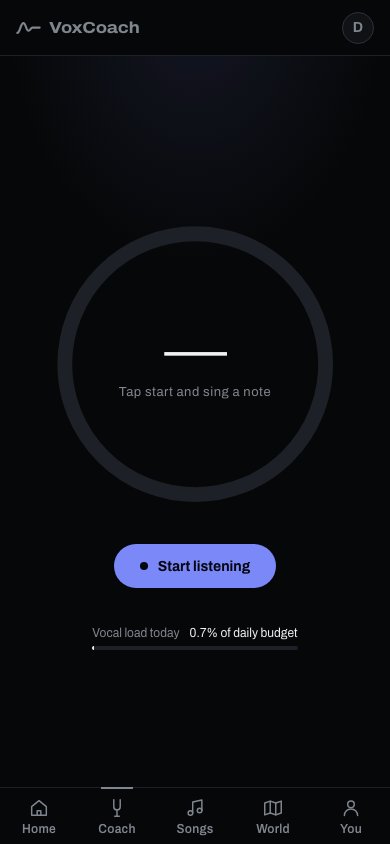 VoxCoach
D
—
Tap start and sing a note
Start listening
Vocal load today 0.7% of daily budget
Home Coach Songs World You